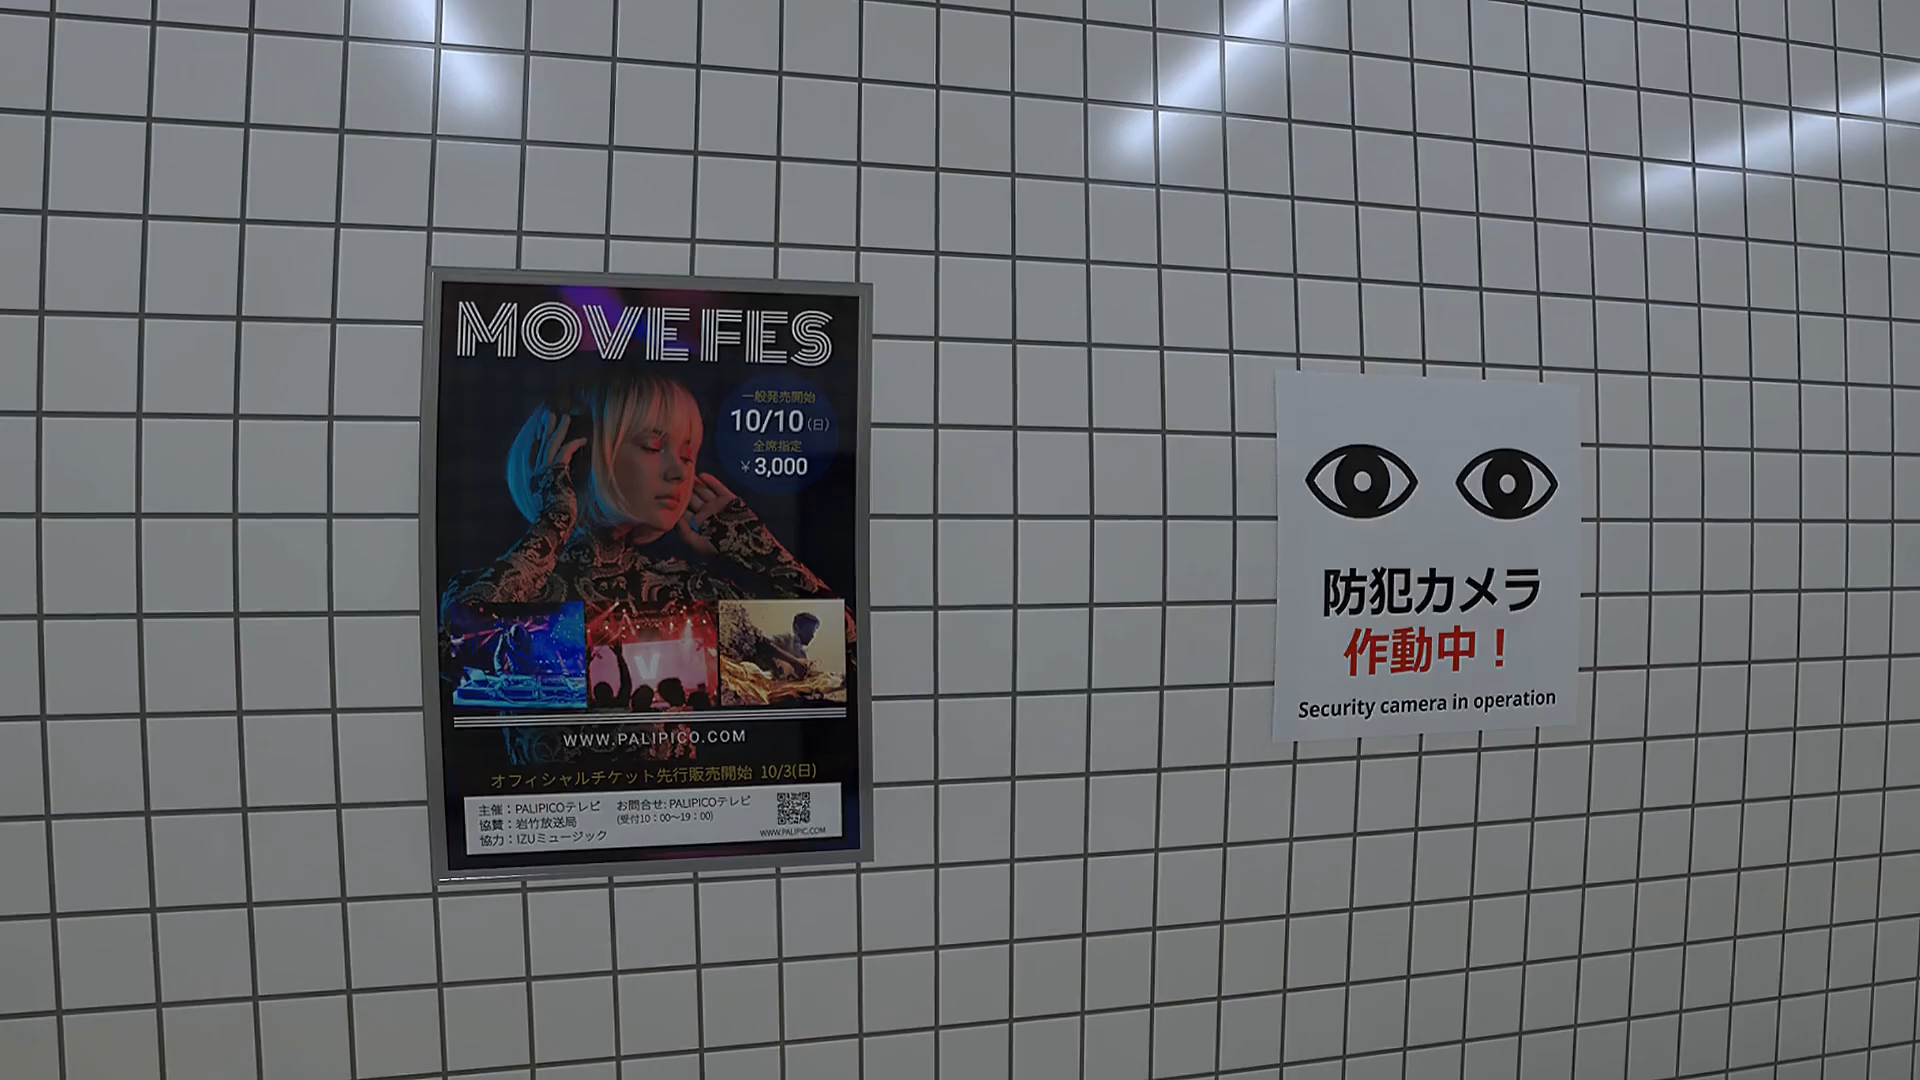 MOVE FES
一般発売開始
10/10(日)
全席指定
¥3,000
V
WWW.PALIPICO.COM
オフィシャルチケット先行販売開始 10/3(日)
主催：PALIPICOテレビ
協賛：岩竹放送局
協力：IZUミュージック
お問合せ: PALIPICOテレビ
(受付10：00〜19：00)
WWW.PALIPIC.COM
防犯カメラ
作動中！
Security camera in operation